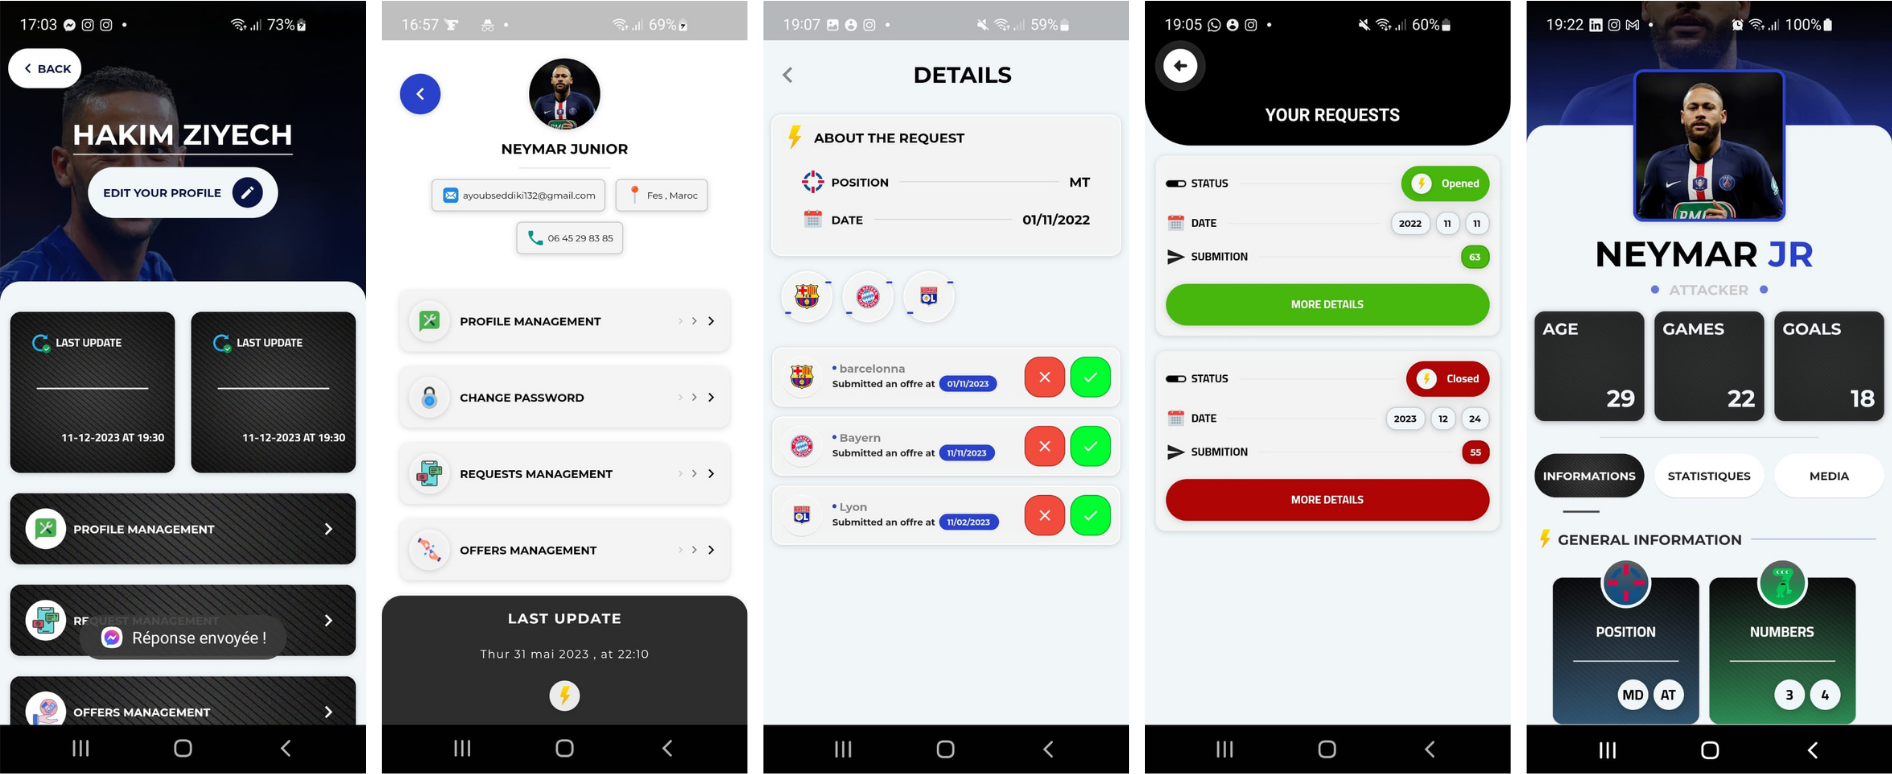 17:03
73%
BACK
HAKIM ZIYECH
EDIT YOUR PROFILE
LAST UPDATE
11-12-2023 AT 19:30
LAST UPDATE
11-12-2023 AT 19:30
PROFILE MANAGEMENT
REQUEST MANAGEMENT
Réponse envoyée !
OFFERS MANAGEMENT
16:57
69%
NEYMAR JUNIOR
ayoubseddiki132@gmail.com
Fes , Maroc
06 45 29 83 85
PROFILE MANAGEMENT
CHANGE PASSWORD
REQUESTS MANAGEMENT
OFFERS MANAGEMENT
LAST UPDATE
Thur 31 mai 2023 , at 22:10
19:07
59%
DETAILS
ABOUT THE REQUEST
POSITION MT
DATE 01/11/2022
barcelonna
Submitted an offre at 01/11/2023
Bayern
Submitted an offre at 11/11/2023
Lyon
Submitted an offre at 11/02/2023
19:05
60%
YOUR REQUESTS
STATUS Opened
DATE 2022 11 11
SUBMITION 63
MORE DETAILS
STATUS Closed
DATE 2023 12 24
SUBMITION 55
MORE DETAILS
19:22
100%
NEYMAR JR
ATTACKER
AGE
29
GAMES
22
GOALS
18
INFORMATIONS
STATISTIQUES
MEDIA
GENERAL INFORMATION
POSITION
MD AT
NUMBERS
3 4